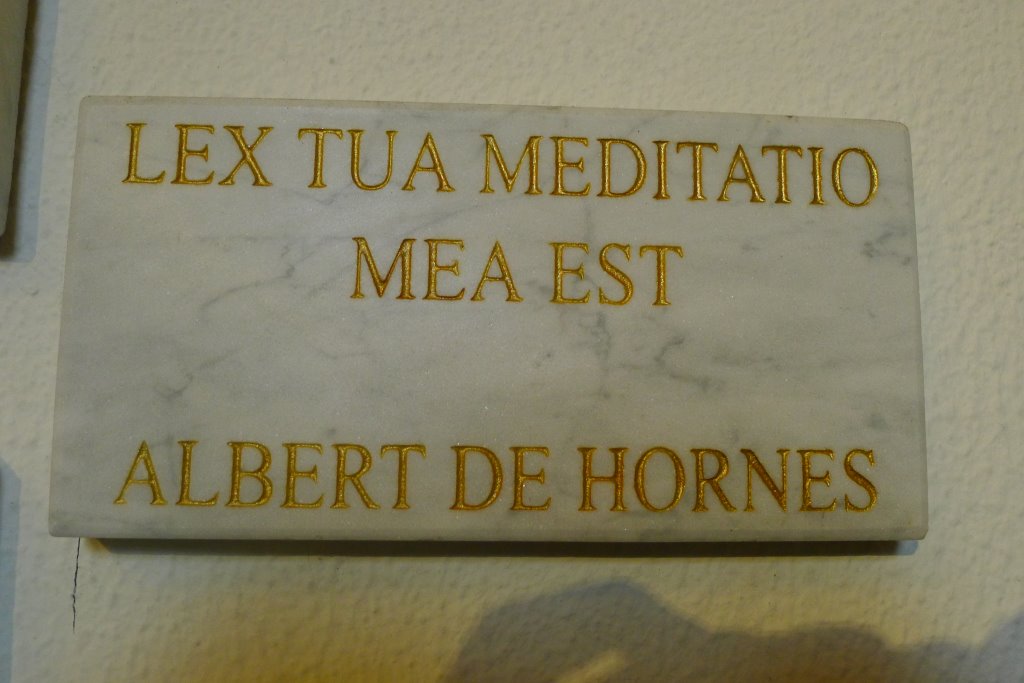 LEX TUA MEDITATIO
MEA EST
ALBERT DE HORNES